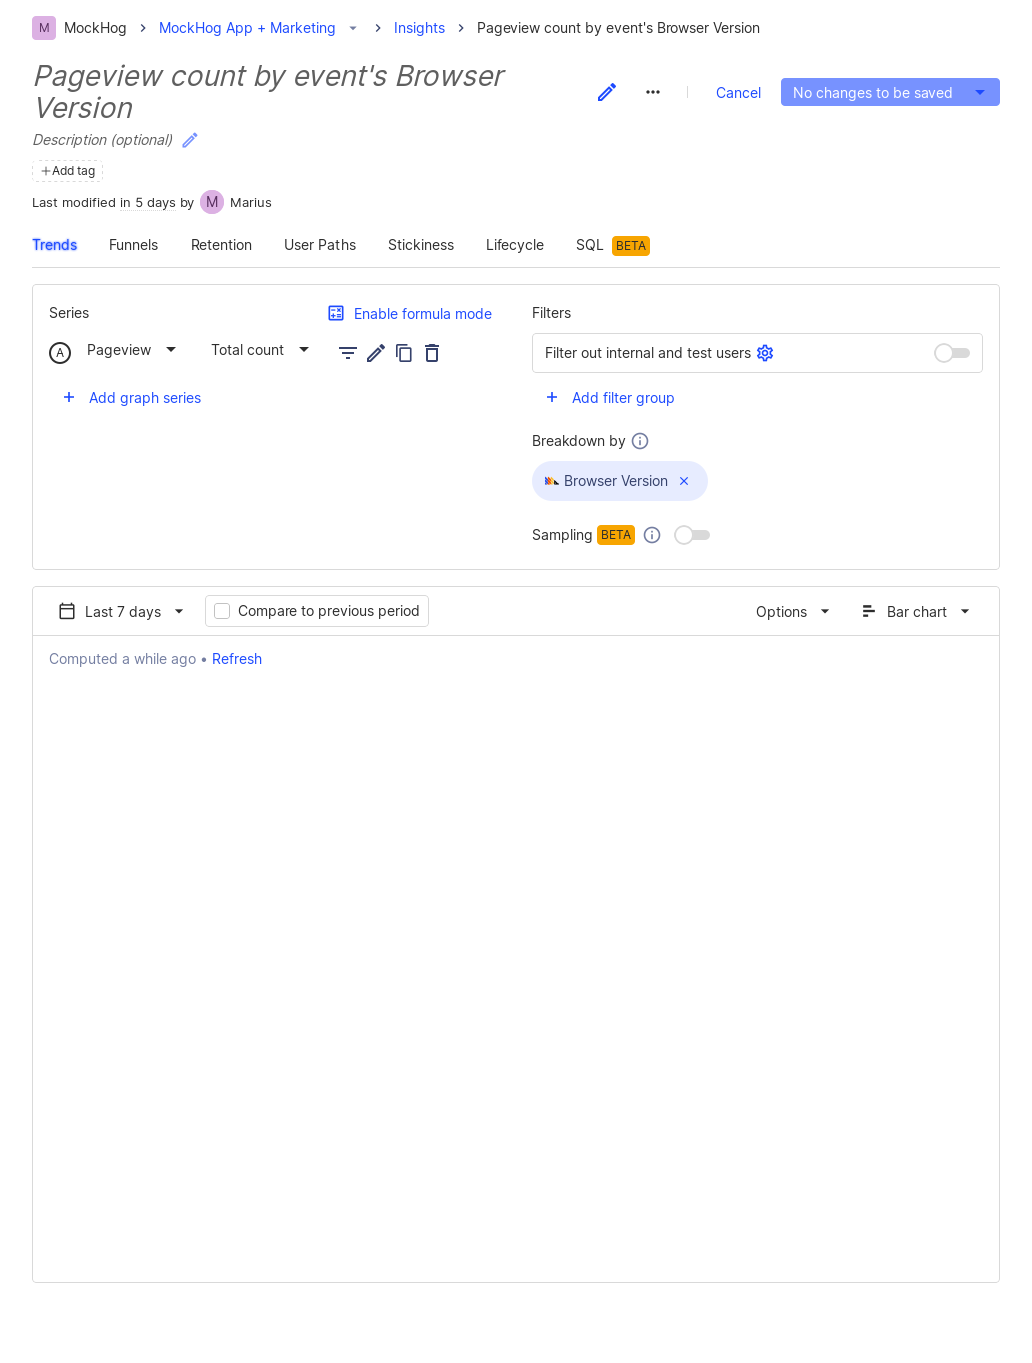 M MockHog MockHog App + Marketing Insights Pageview count by event's Browser Version
Pageview count by event's Browser
Version
Cancel
No changes to be saved
Description (optional)
Add tag
Last modified in 5 days by M Marius
Trends Funnels Retention User Paths Stickiness Lifecycle SQL BETA
Series
Enable formula mode
A Pageview Total count
Add graph series
Filters
Filter out internal and test users
Add filter group
Breakdown by
Browser Version
Sampling BETA
Last 7 days Compare to previous period Options Bar chart
Computed a while ago • Refresh